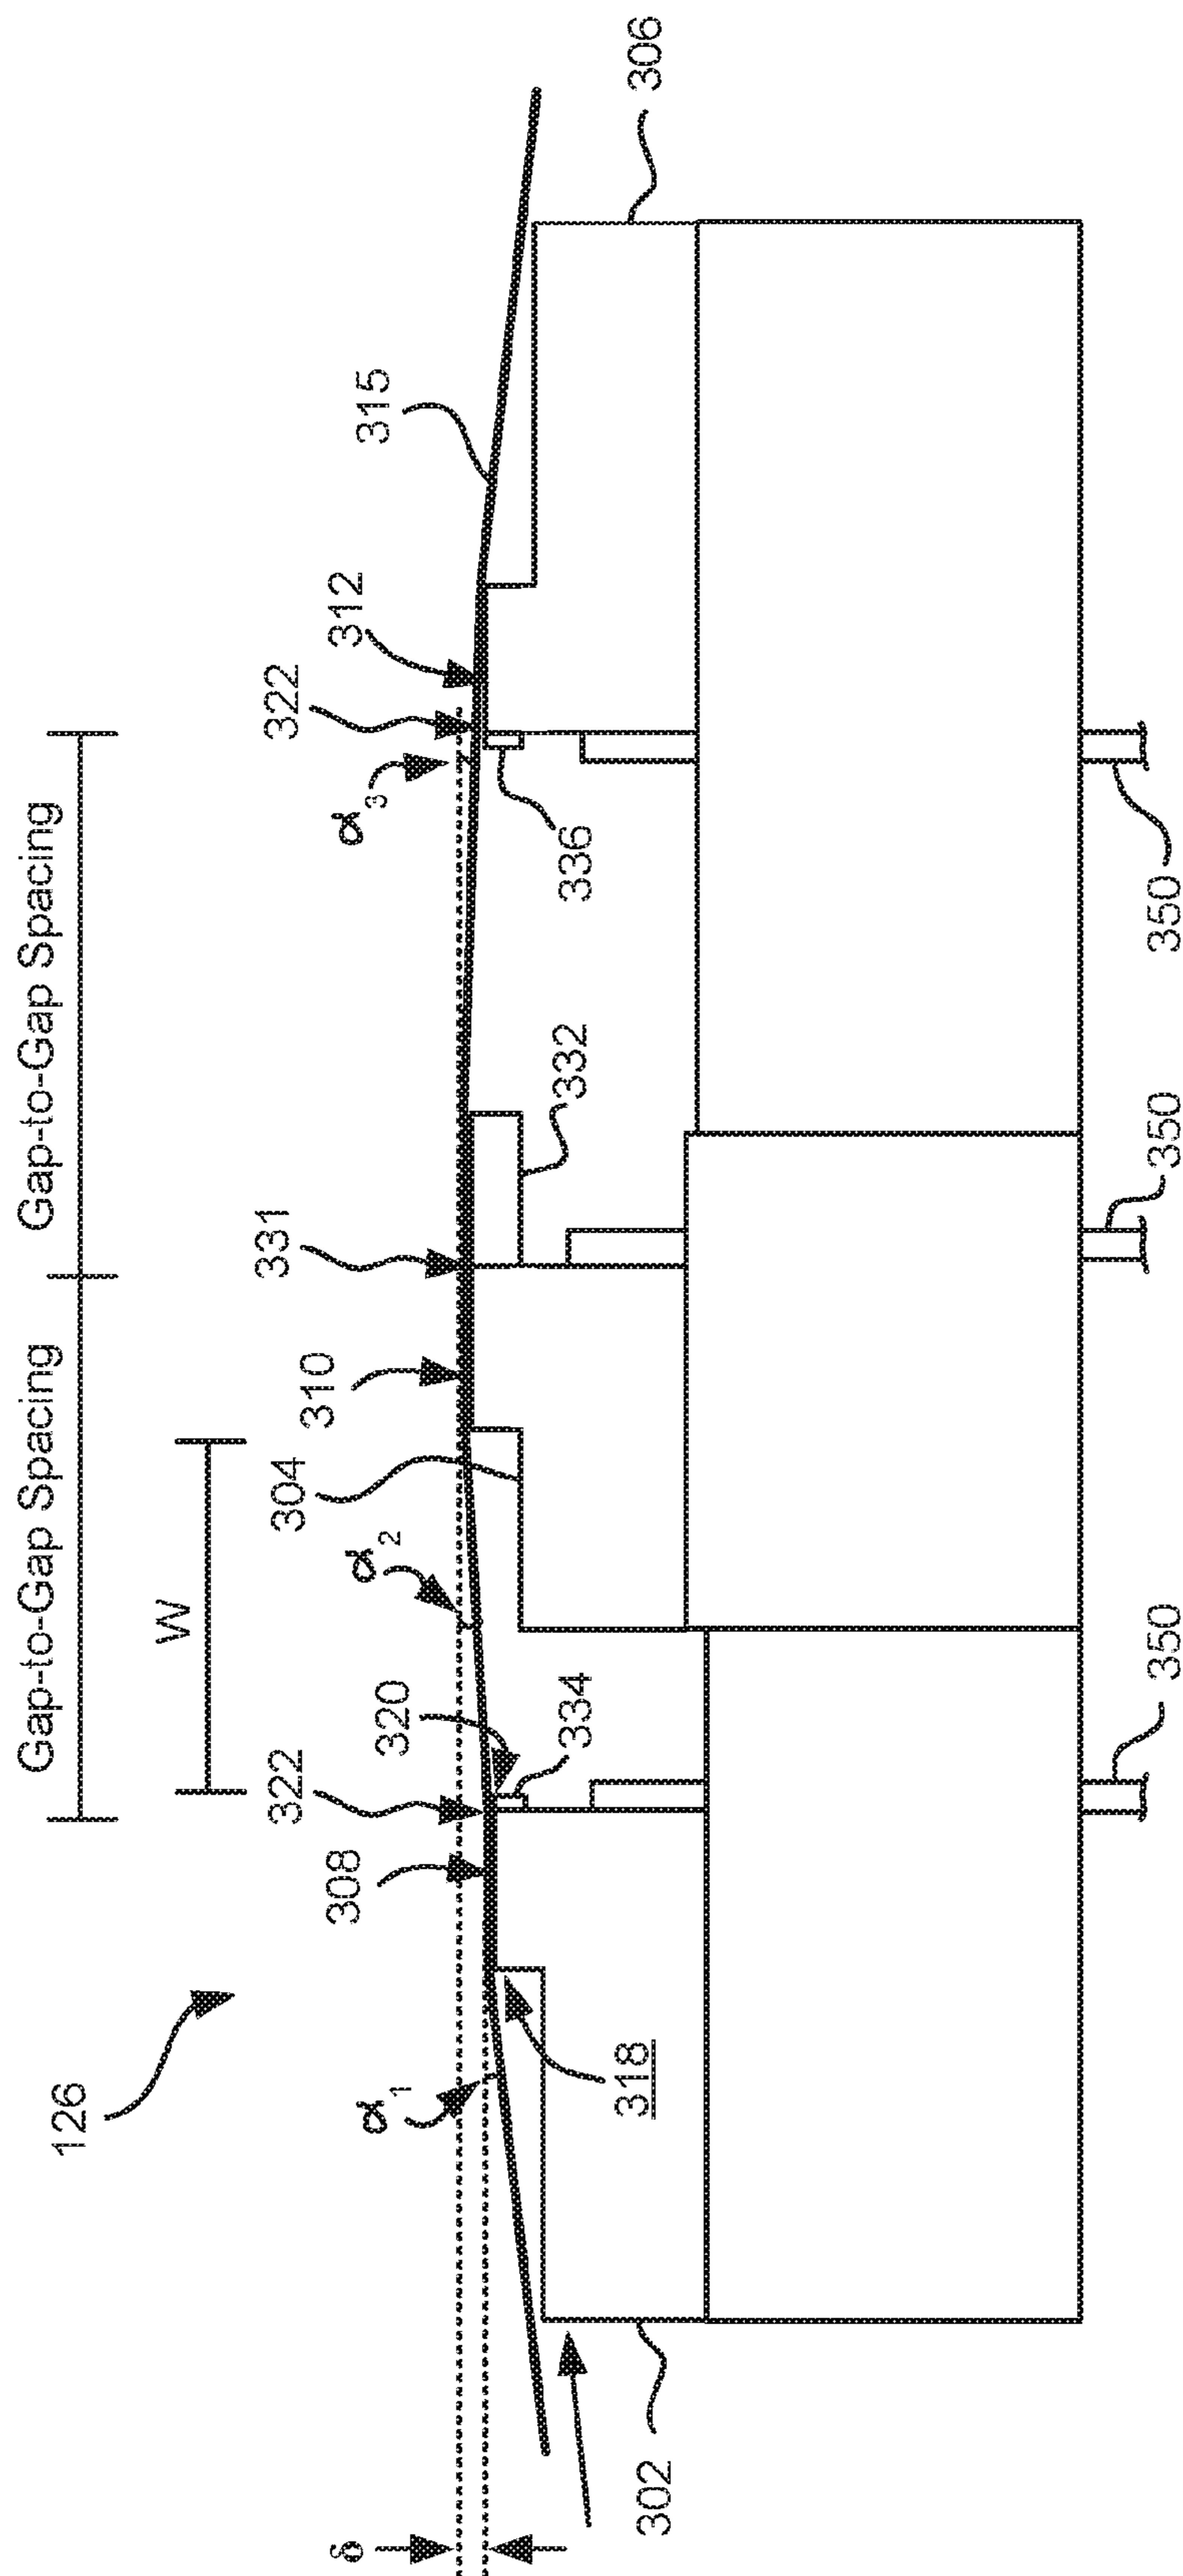 Gap-to-Gap Spacing
Gap-to-Gap Spacing
W
126
δ
α1
308
322
320
α2
304
310
331
α3
322
312
315
318
334
332
336
302
306
350
350
350